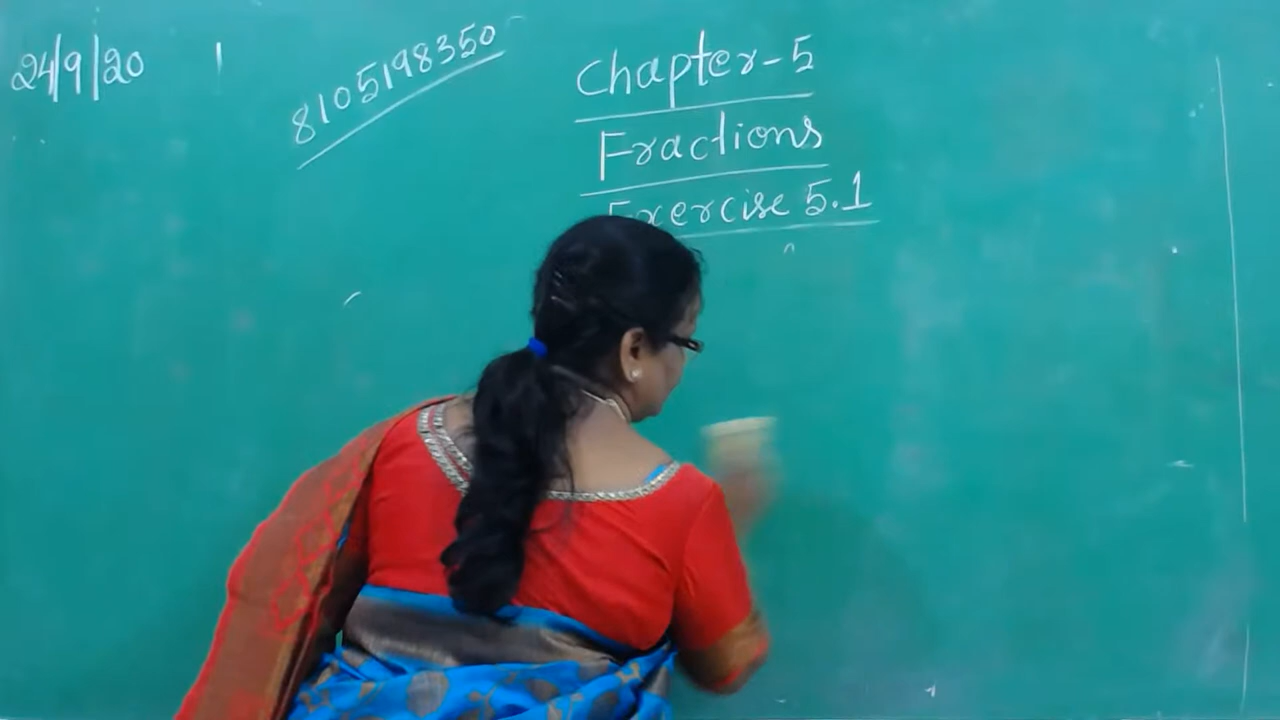 24/9/20
8105198350
Chapter-5
Fractions
Exercise 5.1